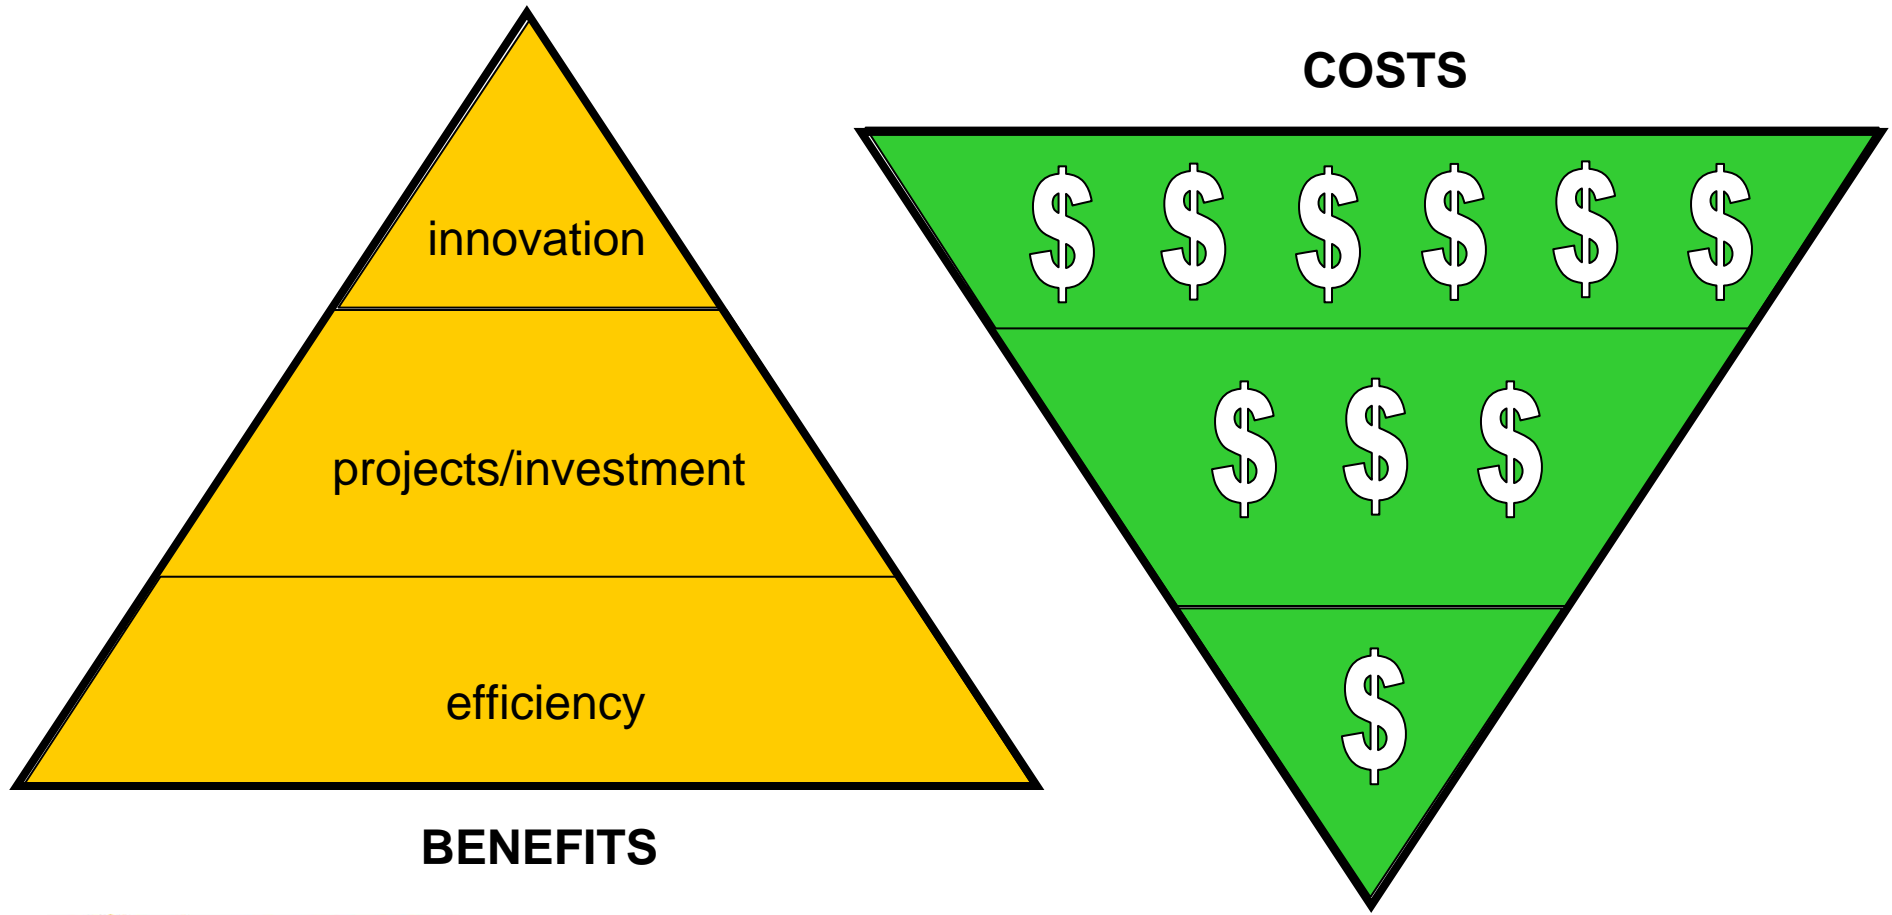 COSTS
innovation
$ $ $ $ $ $
projects/investment
$ $ $
efficiency
$
BENEFITS